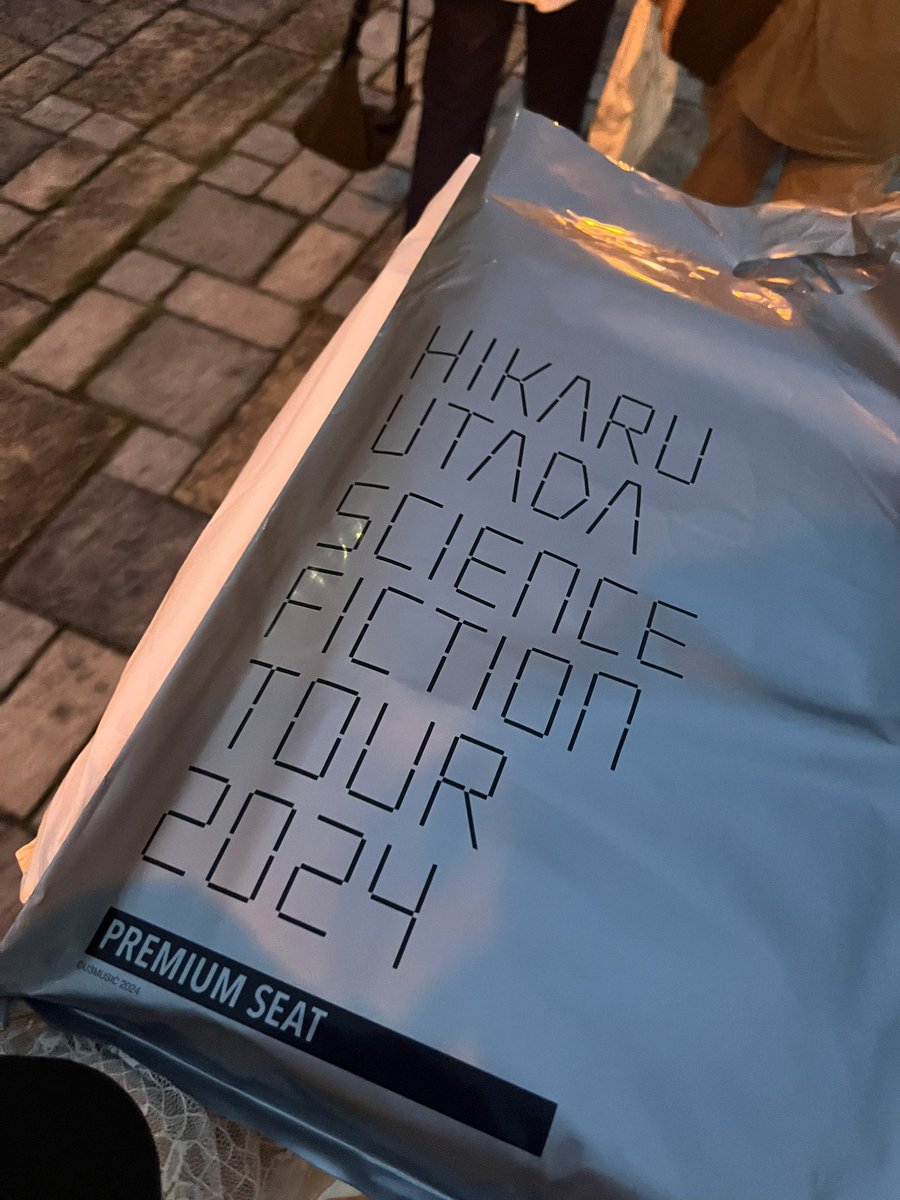 HIKARU
UTADA
SCIENCE
FICTION
TOUR
2024
PREMIUM SEAT
©U3MUSIC 2024